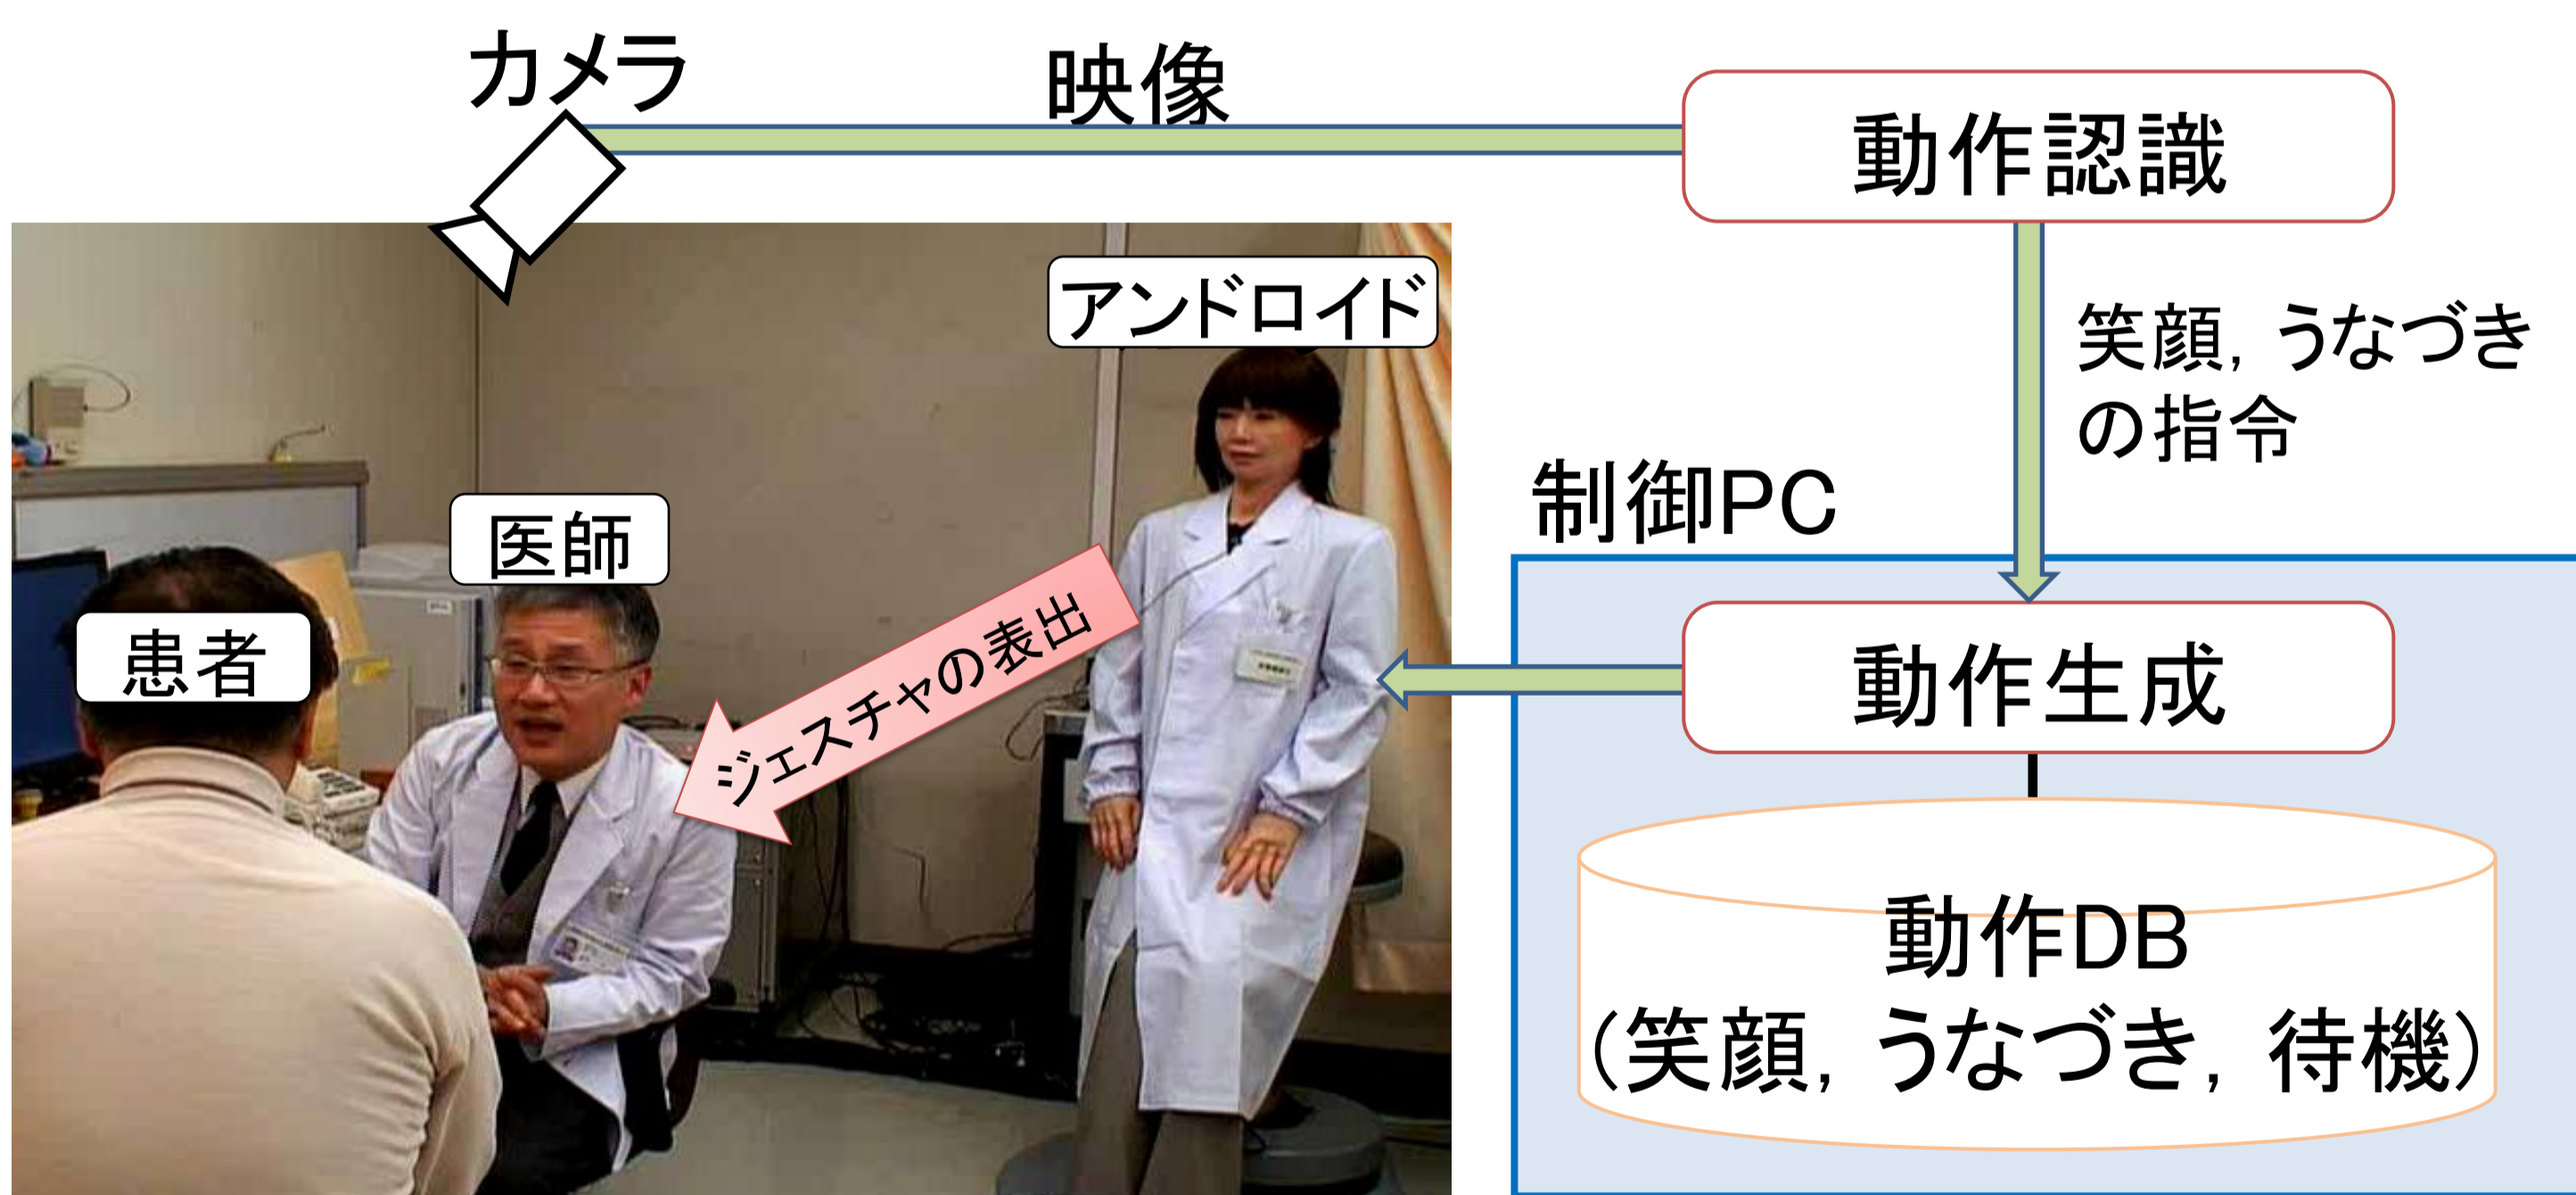 カメラ
映像
動作認識
アンドロイド
笑顔, うなづき
の指令
制御PC
医師
患者
ジェスチャの表出
動作生成
動作DB
(笑顔, うなづき, 待機)